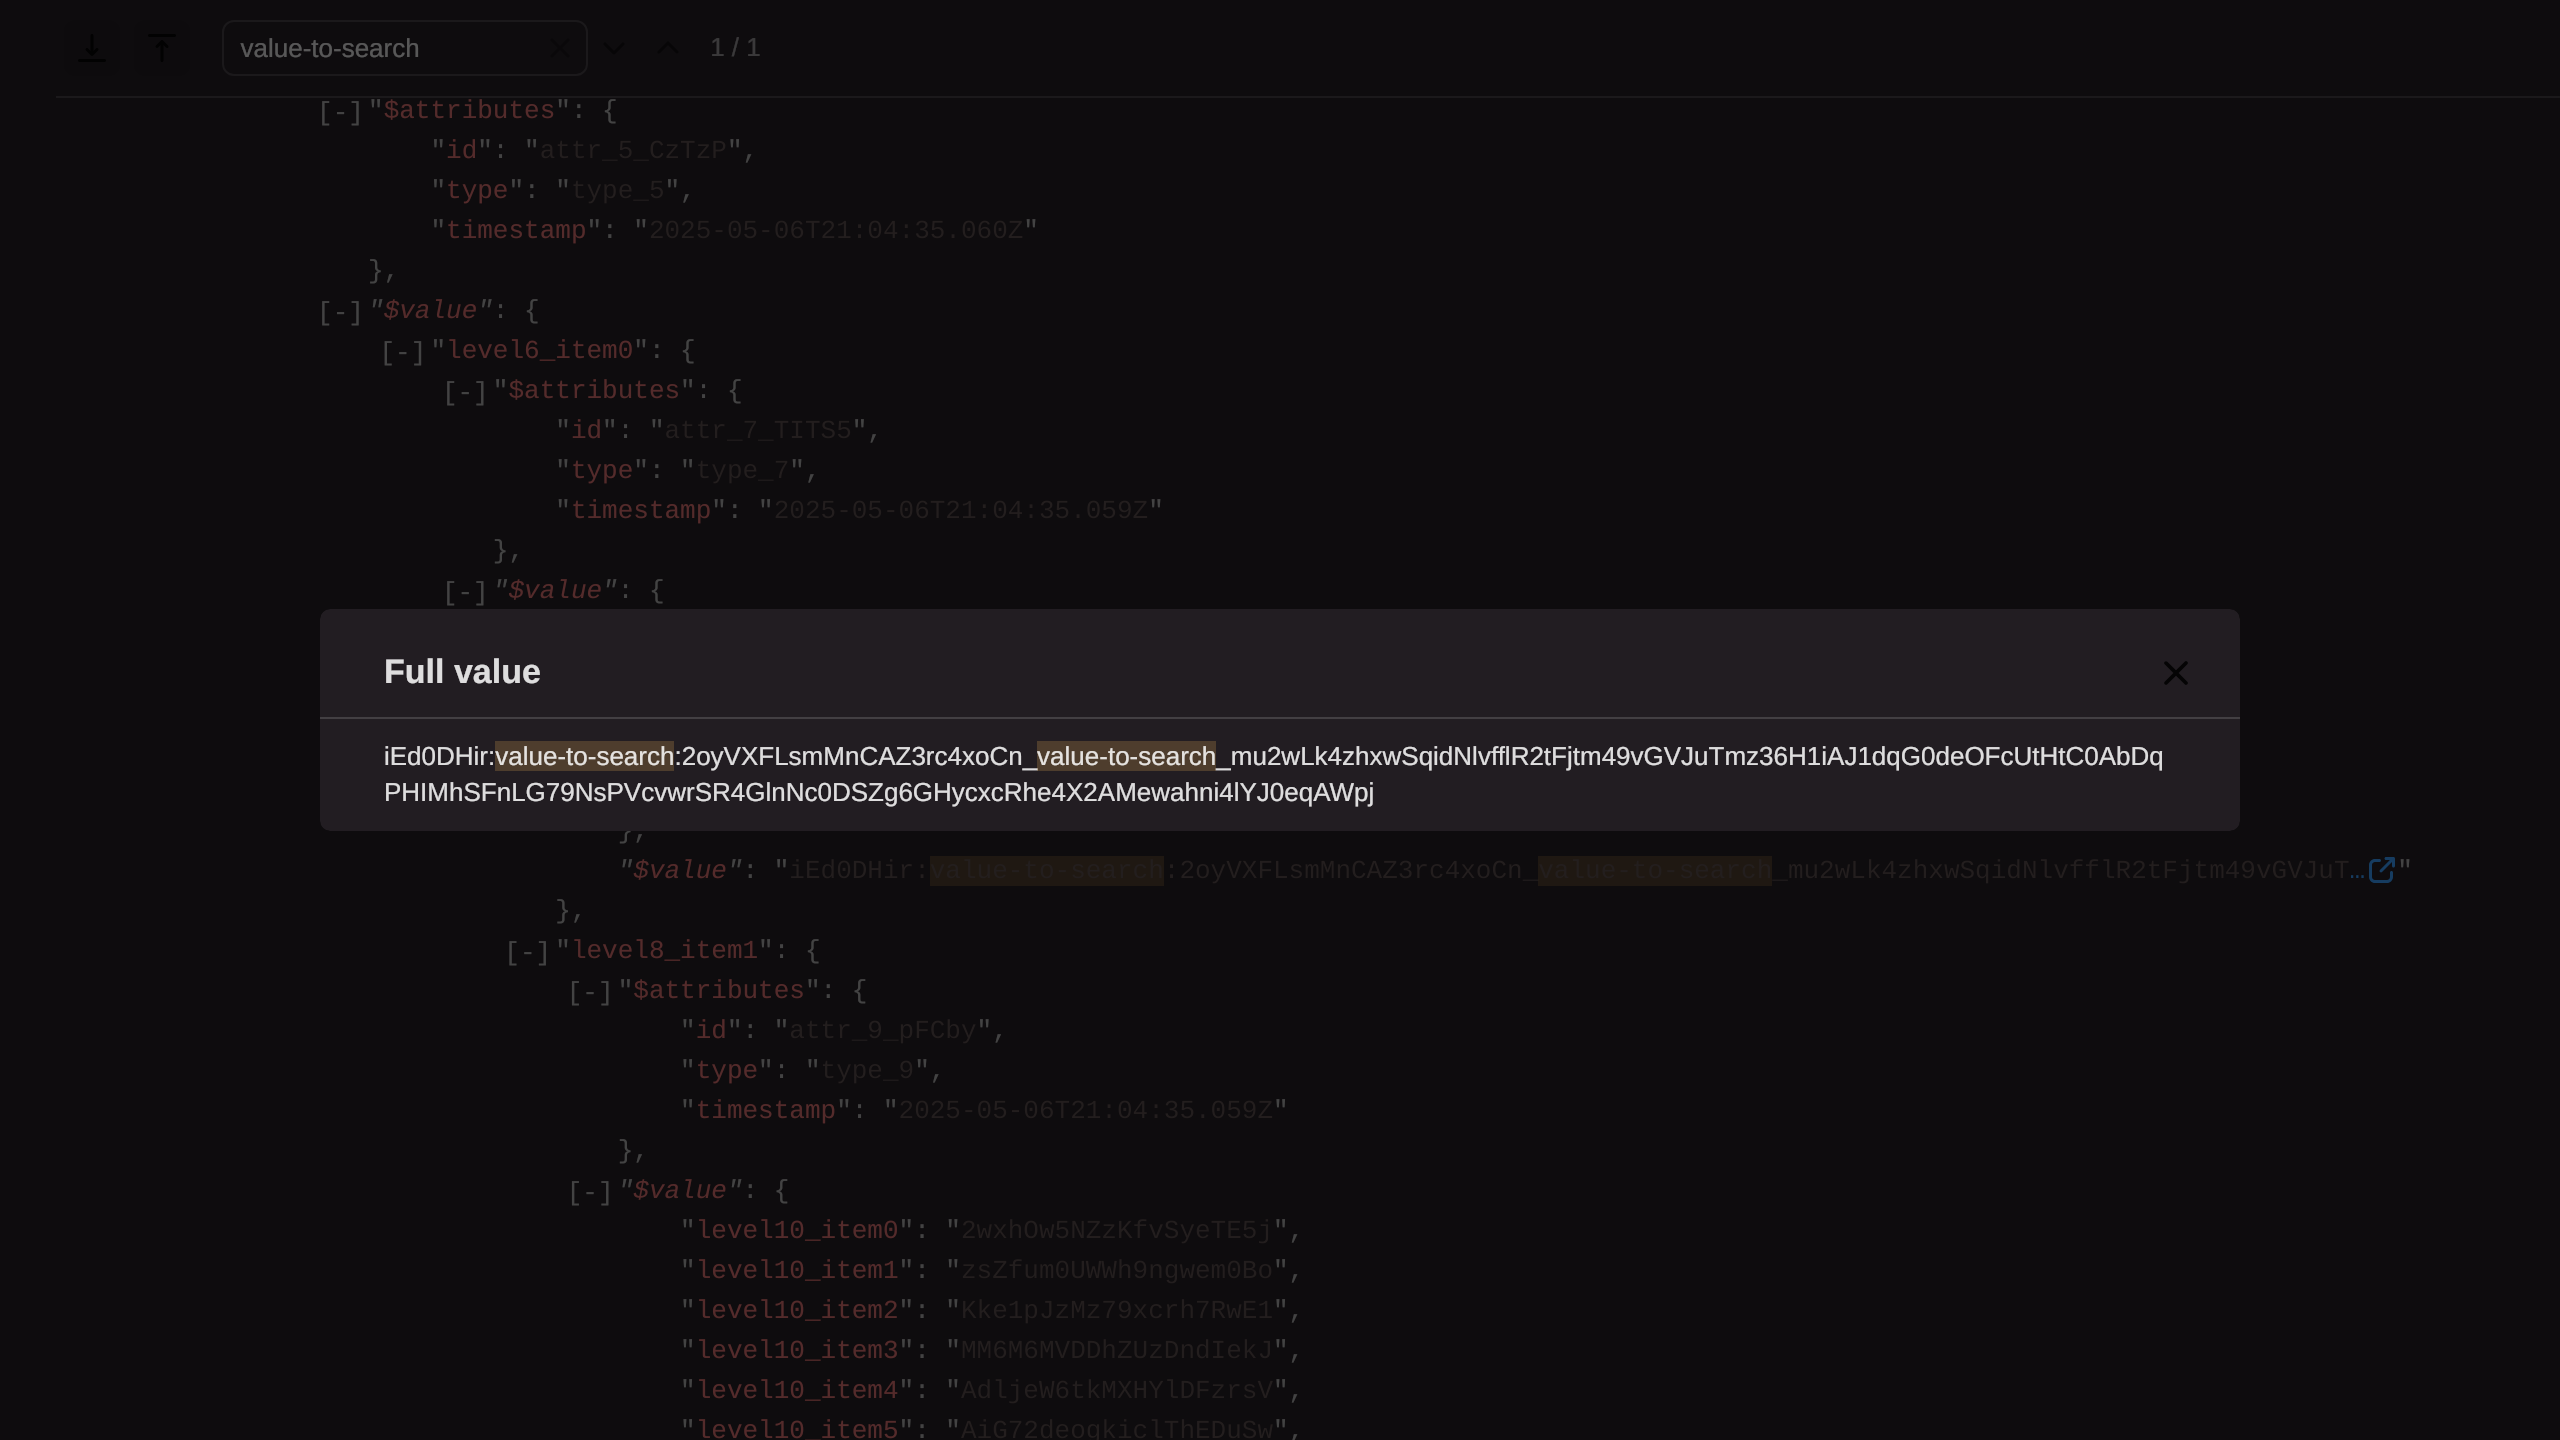 value-to-search 1 / 1
[-]"$attributes": {
"id": "attr_5_CzTzP",
"type": "type_5",
"timestamp": "2025-05-06T21:04:35.060Z"
},
[-]"$value": {
[-]"level6_item0": {
[-]"$attributes": {
"id": "attr_7_TITS5",
"type": "type_7",
"timestamp": "2025-05-06T21:04:35.059Z"
},
[-]"$value": {
Full value
iEd0DHir:value-to-search:2oyVXFLsmMnCAZ3rc4xoCn_value-to-search_mu2wLk4zhxwSqidNlvfflR2tFjtm49vGVJuTmz36H1iAJ1dqG0deOFcUtHtC0AbDq
PHIMhSFnLG79NsPVcvwrSR4GlnNc0DSZg6GHycxcRhe4X2AMewahni4lYJ0eqAWpj
},
"$value": "iEd0DHir:value-to-search:2oyVXFLsmMnCAZ3rc4xoCn_value-to-search_mu2wLk4zhxwSqidNlvfflR2tFjtm49vGVJuT…"
},
[-]"level8_item1": {
[-]"$attributes": {
"id": "attr_9_pFCby",
"type": "type_9",
"timestamp": "2025-05-06T21:04:35.059Z"
},
[-]"$value": {
"level10_item0": "2wxhOw5NZzKfvSyeTE5j",
"level10_item1": "zsZfum0UWWh9ngwem0Bo",
"level10_item2": "Kke1pJzMz79xcrh7RwE1",
"level10_item3": "MM6M6MVDDhZUzDndIekJ",
"level10_item4": "AdljeW6tkMXHYlDFzrsV",
"level10_item5": "AiG72deoqkiclThEDuSw",